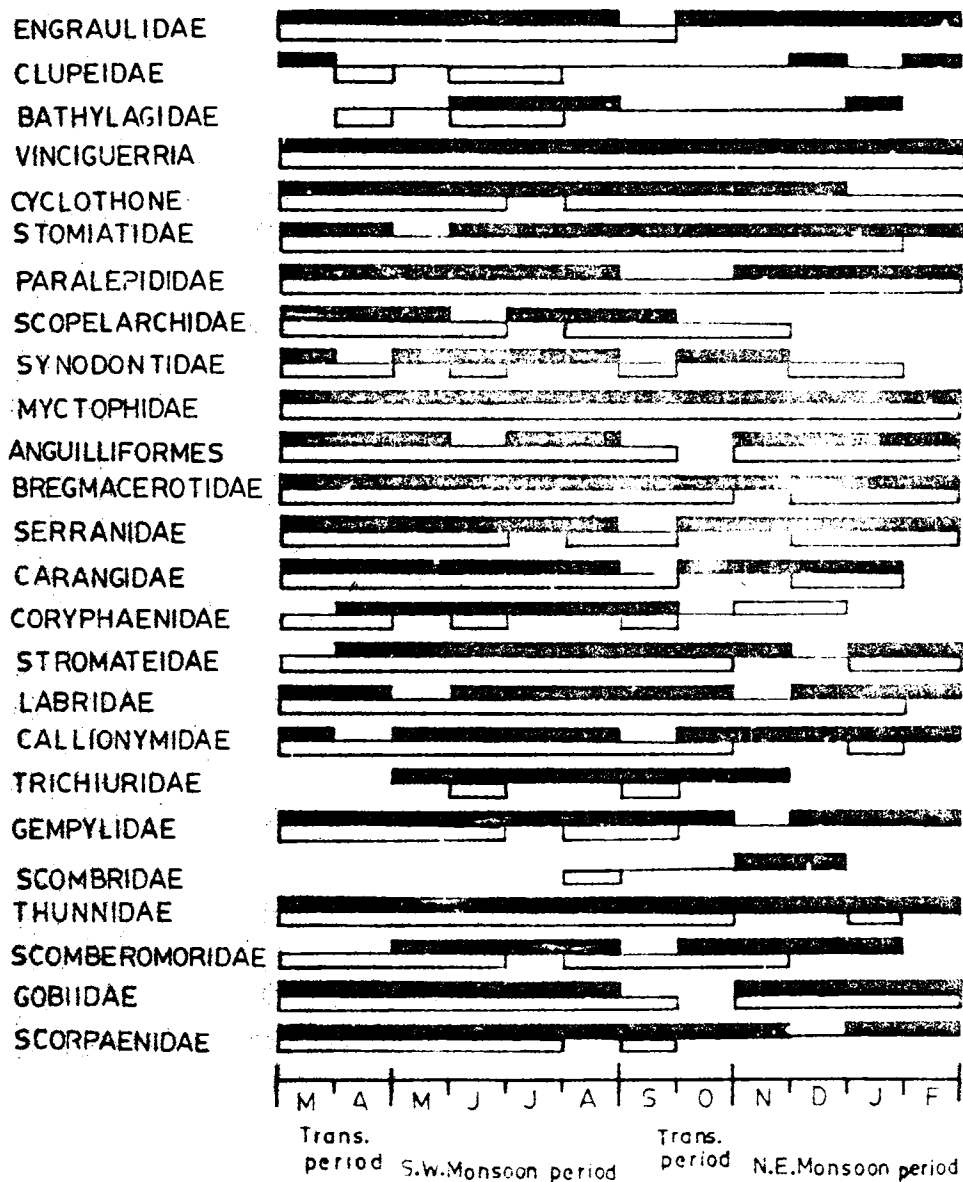 ENGRAULIDAE
CLUPEIDAE
BATHYLAGIDAE
VINCIGUERRIA
CYCLOTHONE
STOMIATIDAE
PARALEPIDIDAE
SCOPELARCHIDAE
SYNODONTIDAE
MYCTOPHIDAE
ANGUILLIFORMES
BREGMACEROTIDAE
SERRANIDAE
CARANGIDAE
CORYPHAENIDAE
STROMATEIDAE
LABRIDAE
CALLIONYMIDAE
TRICHIURIDAE
GEMPYLIDAE
SCOMBRIDAE
THUNNIDAE
SCOMBEROMORIDAE
GOBIIDAE
SCORPAENIDAE
M A M J J A S O N D J F
Trans. period S.W.Monsoon period Trans. period N.E.Monsoon period